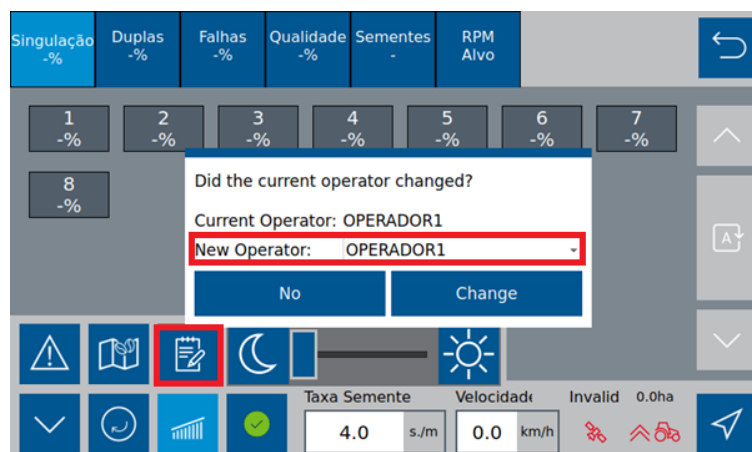 Singulação Duplas Falhas Qualidade Sementes RPM
-% -% -% -% - Alvo
1 2 3 4 5 6 7
-% -% -% -% -% -% -%
8
-%
Did the current operator changed?
Current Operator: OPERADOR1
New Operator: OPERADOR1
No Change
A
Taxa Semente Velocidade Invalid 0.0ha
4.0 s./m 0.0 km/h